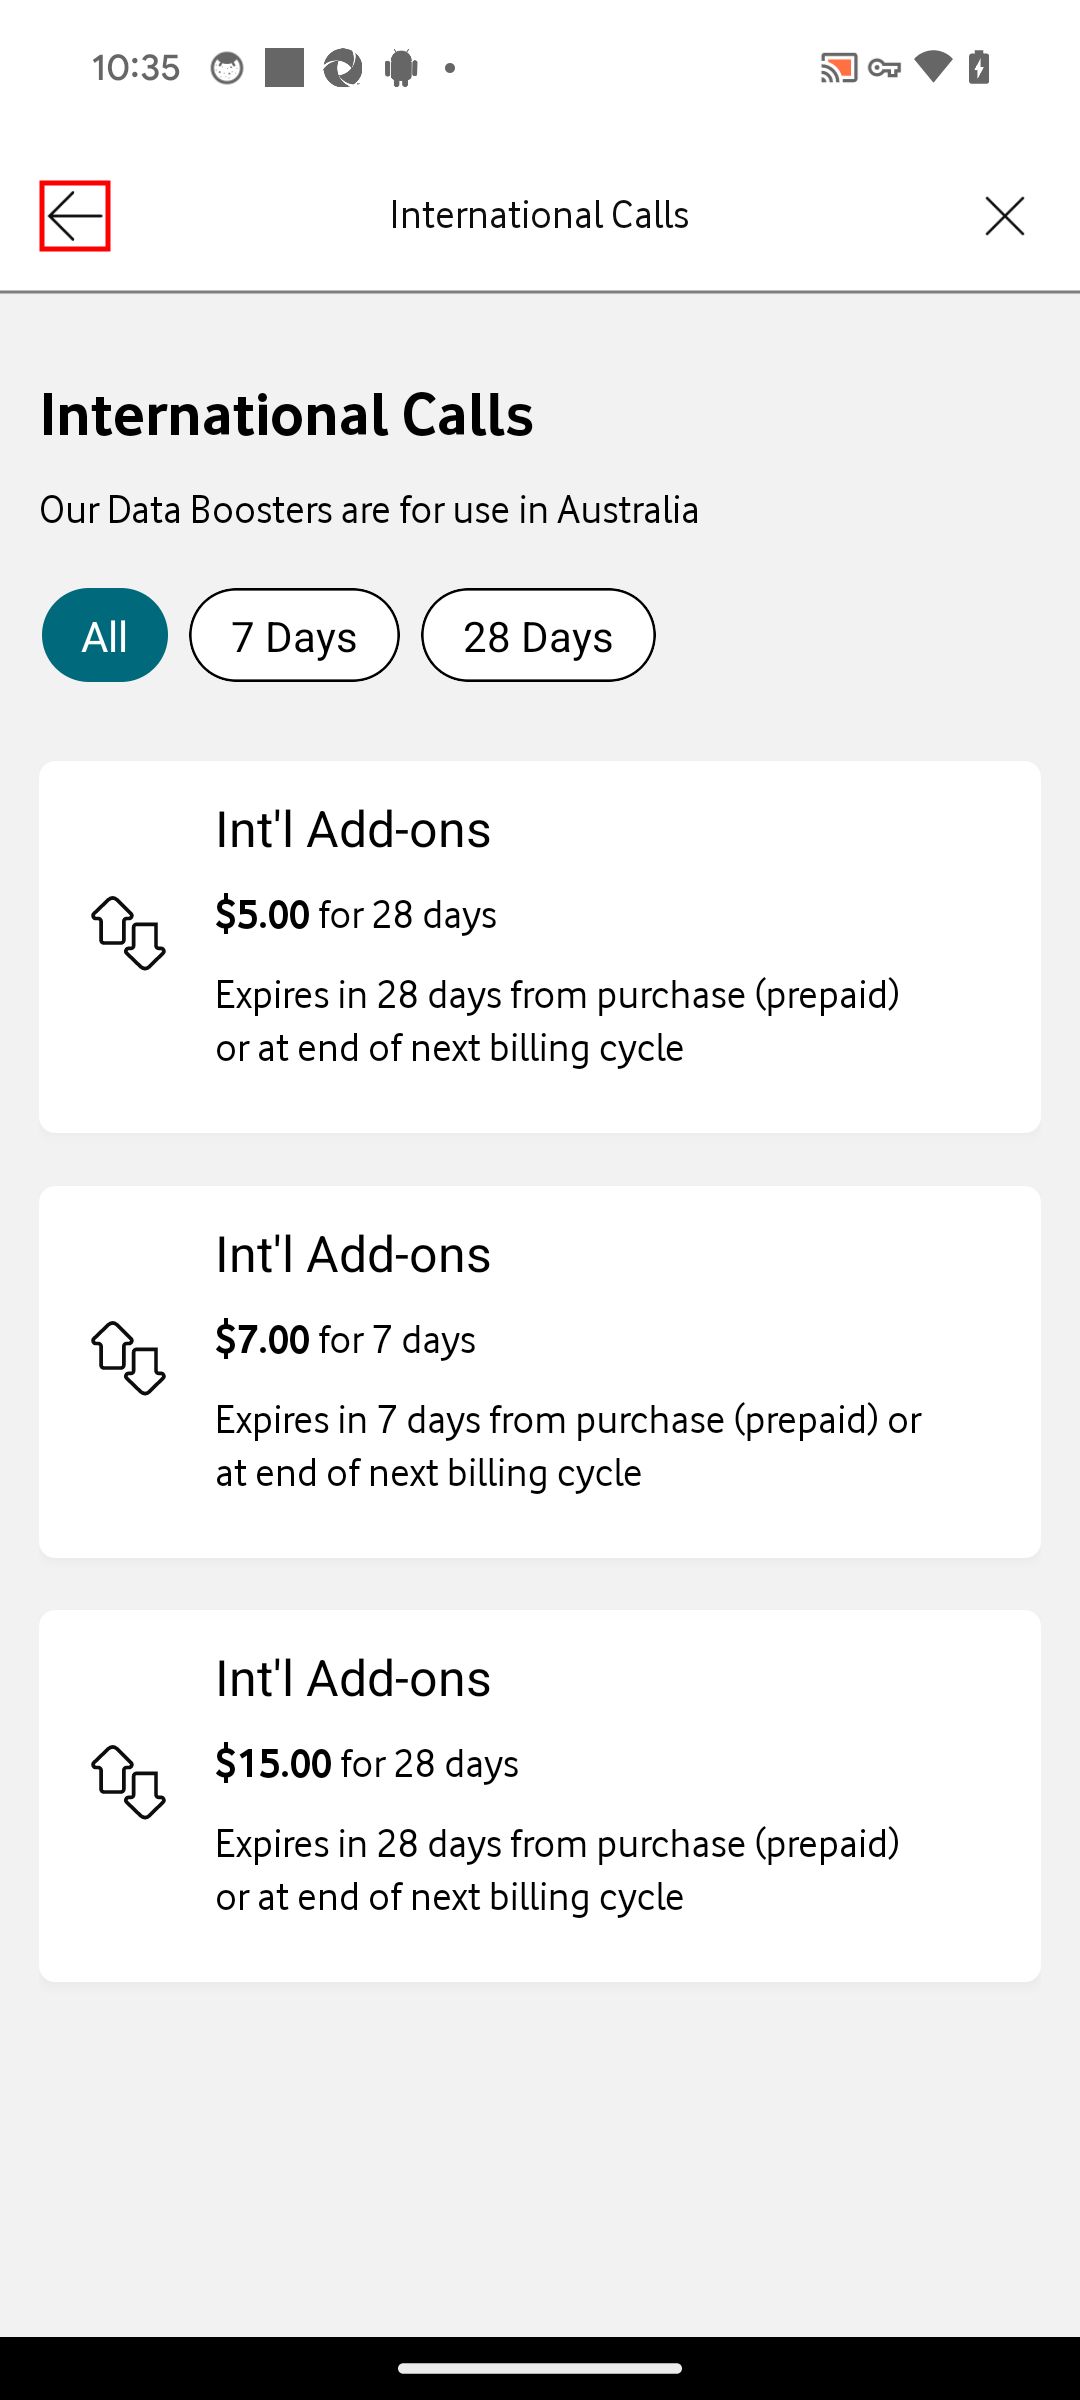 10:35
International Calls
International Calls
Our Data Boosters are for use in Australia
All
7 Days
28 Days
Int'l Add-ons
$5.00 for 28 days
Expires in 28 days from purchase (prepaid)
or at end of next billing cycle
Int'l Add-ons
$7.00 for 7 days
Expires in 7 days from purchase (prepaid) or
at end of next billing cycle
Int'l Add-ons
$15.00 for 28 days
Expires in 28 days from purchase (prepaid)
or at end of next billing cycle